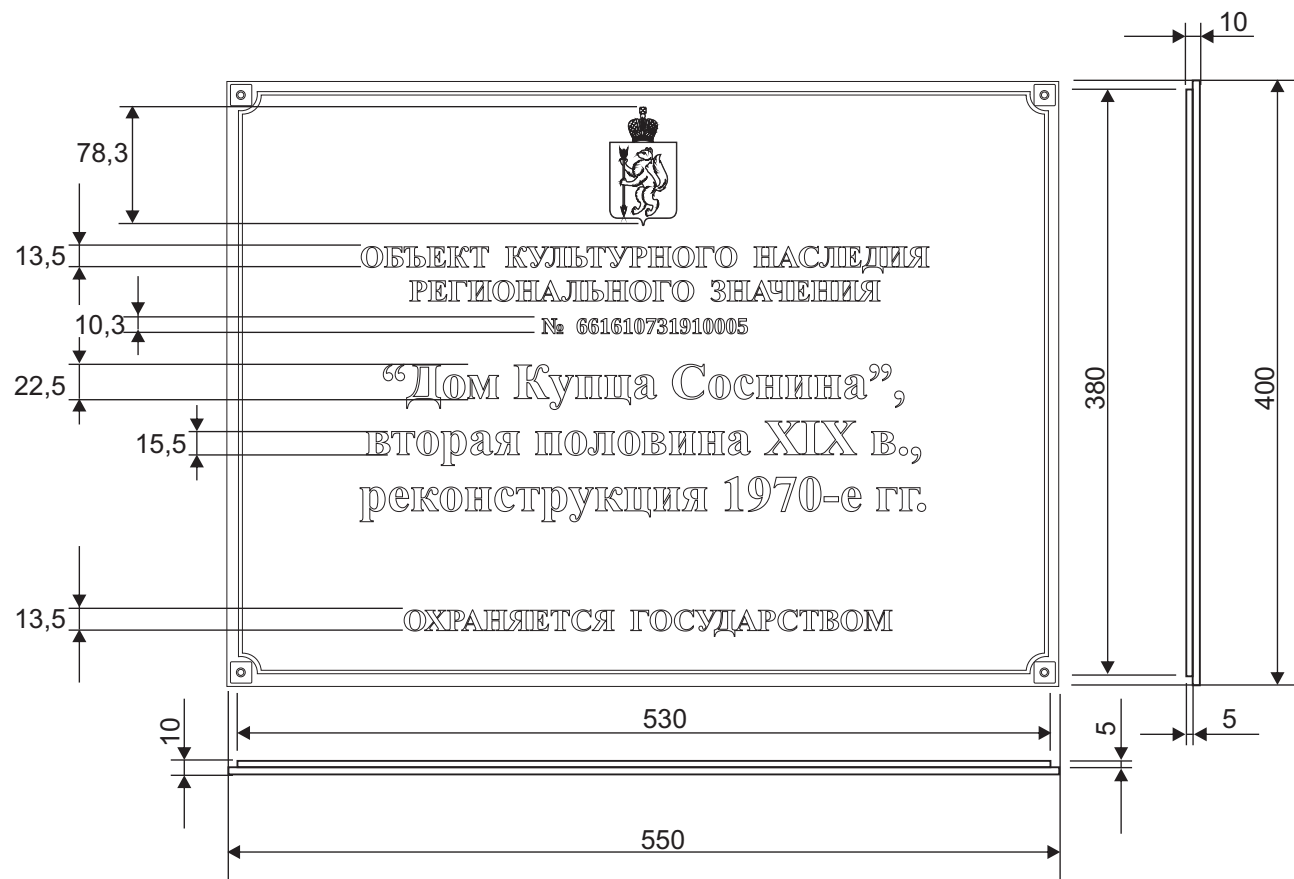 10
78,3
13,5
ОБЪЕКТ КУЛЬТУРНОГО НАСЛЕДИЯ
РЕГИОНАЛЬНОГО ЗНАЧЕНИЯ
10,3
№ 661610731910005
22,5
“Дом Купца Соснина”,
380
400
15,5
вторая половина XIX в.,
реконструкция 1970-е гг.
13,5
ОХРАНЯЕТСЯ ГОСУДАРСТВОМ
10
530
5
5
550